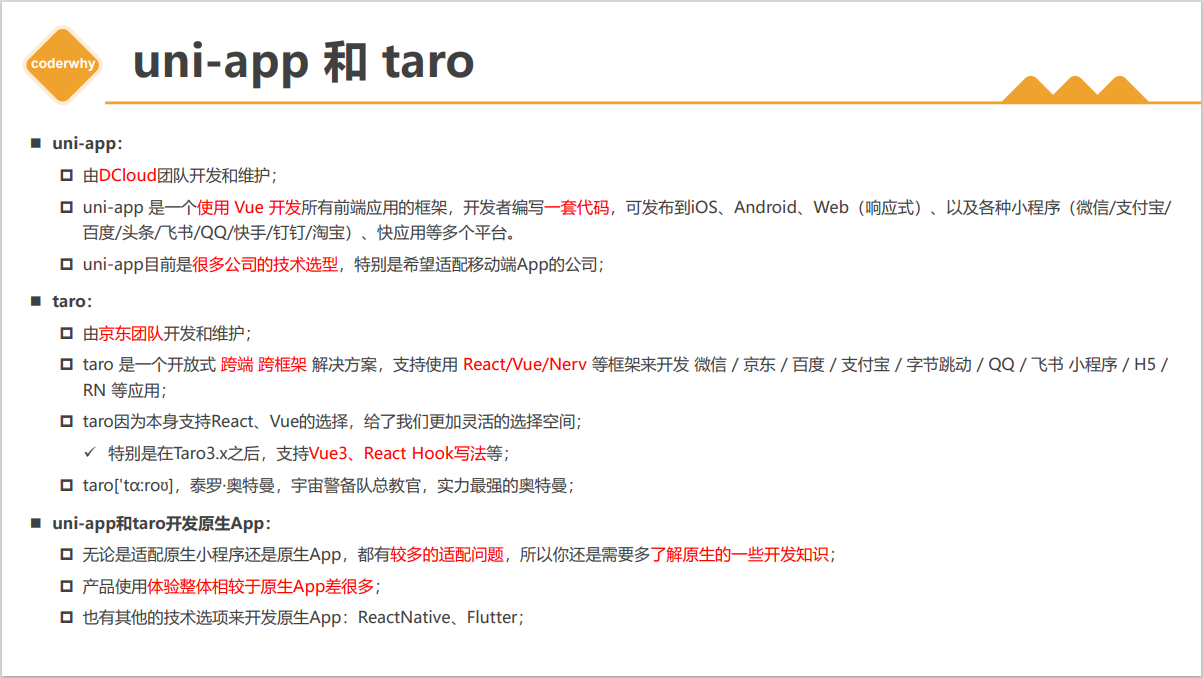 coderwhy
uni-app 和 taro
uni-app：
由DCloud团队开发和维护；
uni-app 是一个使用 Vue 开发所有前端应用的框架，开发者编写一套代码，可发布到iOS、Android、Web（响应式）、以及各种小程序（微信/支付宝/
百度/头条/飞书/QQ/快手/钉钉/淘宝）、快应用等多个平台。
uni-app目前是很多公司的技术选型，特别是希望适配移动端App的公司；
taro：
由京东团队开发和维护；
taro 是一个开放式 跨端 跨框架 解决方案，支持使用 React/Vue/Nerv 等框架来开发 微信 / 京东 / 百度 / 支付宝 / 字节跳动 / QQ / 飞书 小程序 / H5 /
RN 等应用；
taro因为本身支持React、Vue的选择，给了我们更加灵活的选择空间；
✓ 特别是在Taro3.x之后，支持Vue3、React Hook写法等；
taro['tɑ:roʊ]，泰罗·奥特曼，宇宙警备队总教官，实力最强的奥特曼；
uni-app和taro开发原生App：
无论是适配原生小程序还是原生App，都有较多的适配问题，所以你还是需要多了解原生的一些开发知识；
产品使用体验整体相较于原生App差很多；
也有其他的技术选项来开发原生App：ReactNative、Flutter；